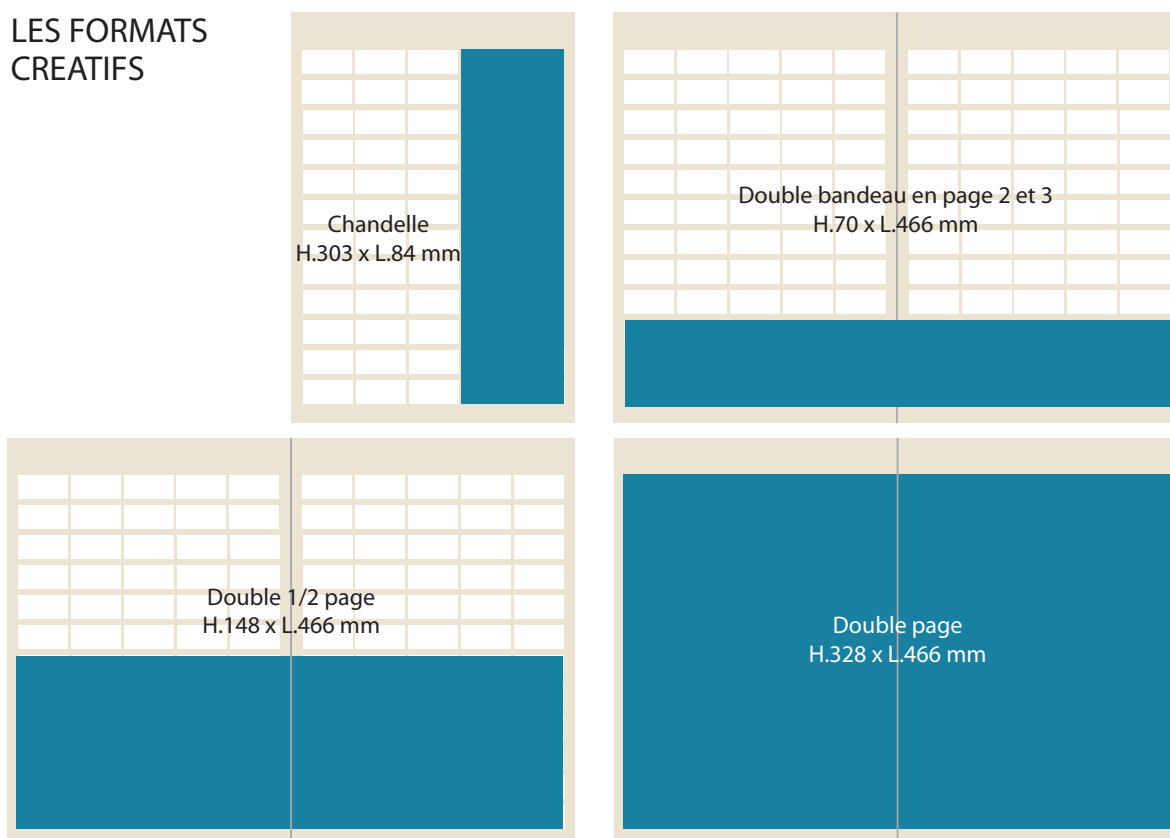 LES FORMATS
CREATIFS
Chandelle
H.303 x L.84 mm
Double bandeau en page 2 et 3
H.70 x L.466 mm
Double 1/2 page
H.148 x L.466 mm
Double page
H.328 x L.466 mm